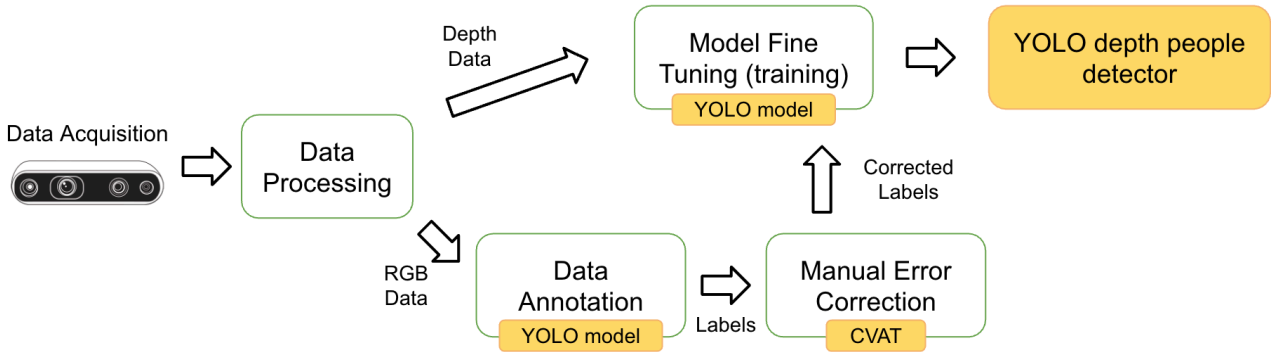 Data Acquisition
Data
Processing
Depth
Data
Model Fine
Tuning (training)
YOLO model
YOLO depth people
detector
RGB
Data
Data
Annotation
YOLO model
Labels
Manual Error
Correction
CVAT
Corrected
Labels